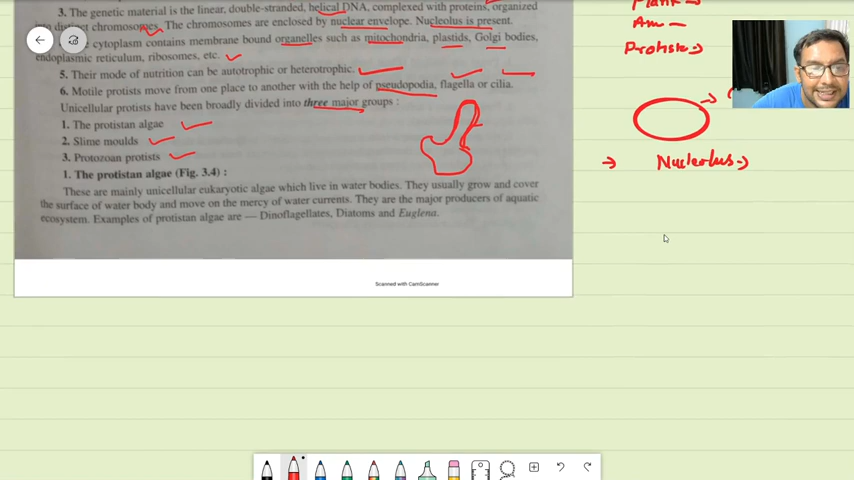 3. The genetic material is the linear, double-stranded, helical DNA, complexed with proteins, organized
into distinct chromosomes. The chromosomes are enclosed by nuclear envelope. Nucleolus is present.
cytoplasm contains membrane bound organelles such as mitochondria, plastids, Golgi bodies,
endoplasmic reticulum, ribosomes, etc.
5. Their mode of nutrition can be autotrophic or heterotrophic.
6. Motile protists move from one place to another with the help of pseudopodia, flagella or cilia.
Unicellular protists have been broadly divided into three major groups :
1. The protistan algae
2. Slime moulds
3. Protozoan protists
1. The protistan algae (Fig. 3.4) :
These are mainly unicellular eukaryotic algae which live in water bodies. They usually grow and cover
the surface of water body and move on the mercy of water currents. They are the major producers of aquatic
ecosystem. Examples of protistan algae are — Dinoflagellates, Diatoms and Euglena.
Scanned with CamScanner
Plant
Protists
Nucleolus